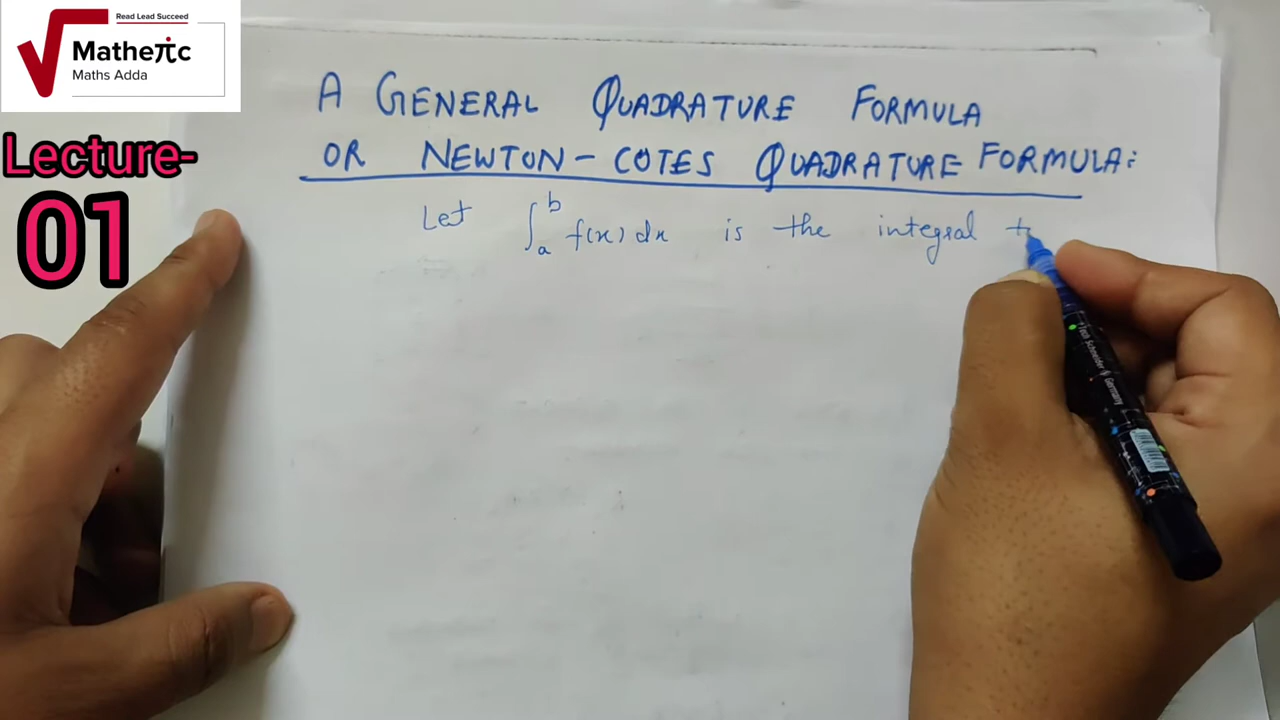 Read Lead Succeed
Matheπc
Maths Adda
Lecture-
01
A GENERAL QUADRATURE FORMULA
OR NEWTON-COTES QUADRATURE FORMULA:
Let ∫_a^b f(x) dx is the integral